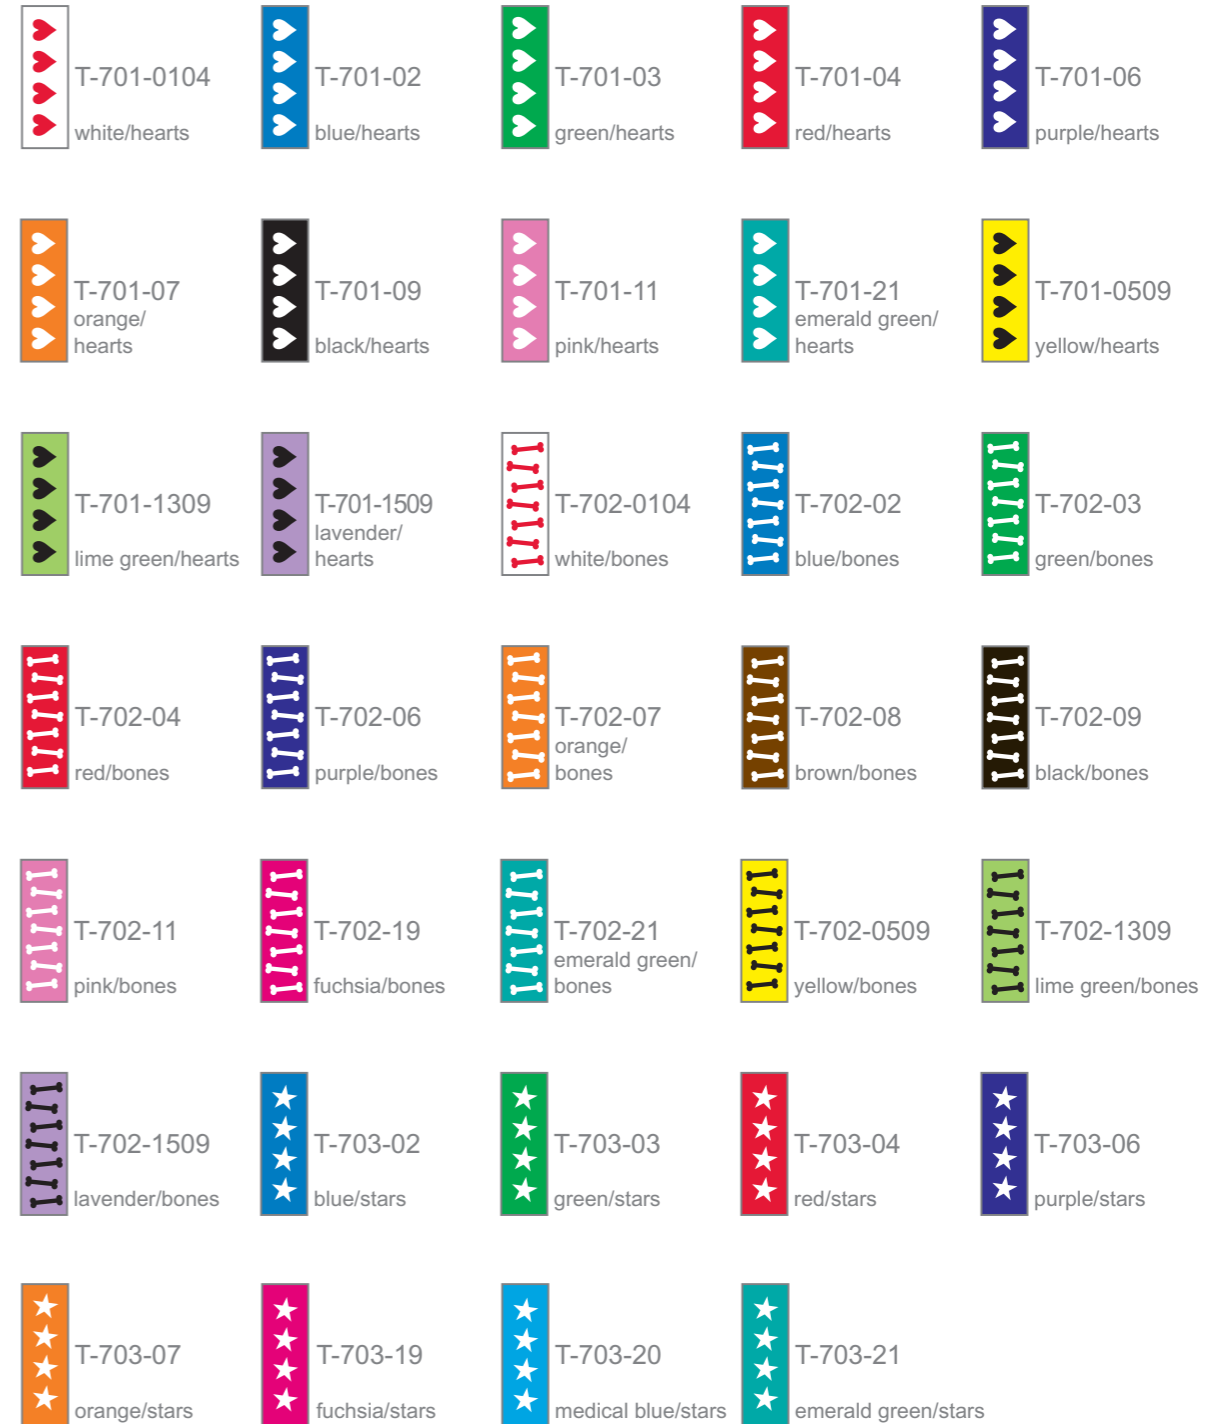 T-701-0104
white/hearts
T-701-02
blue/hearts
T-701-03
green/hearts
T-701-04
red/hearts
T-701-06
purple/hearts
T-701-07
orange/
hearts
T-701-09
black/hearts
T-701-11
pink/hearts
T-701-21
emerald green/
hearts
T-701-0509
yellow/hearts
T-701-1309
lime green/hearts
T-701-1509
lavender/
hearts
T-702-0104
white/bones
T-702-02
blue/bones
T-702-03
green/bones
T-702-04
red/bones
T-702-06
purple/bones
T-702-07
orange/
bones
T-702-08
brown/bones
T-702-09
black/bones
T-702-11
pink/bones
T-702-19
fuchsia/bones
T-702-21
emerald green/
bones
T-702-0509
yellow/bones
T-702-1309
lime green/bones
T-702-1509
lavender/bones
T-703-02
blue/stars
T-703-03
green/stars
T-703-04
red/stars
T-703-06
purple/stars
T-703-07
orange/stars
T-703-19
fuchsia/stars
T-703-20
medical blue/stars
T-703-21
emerald green/stars